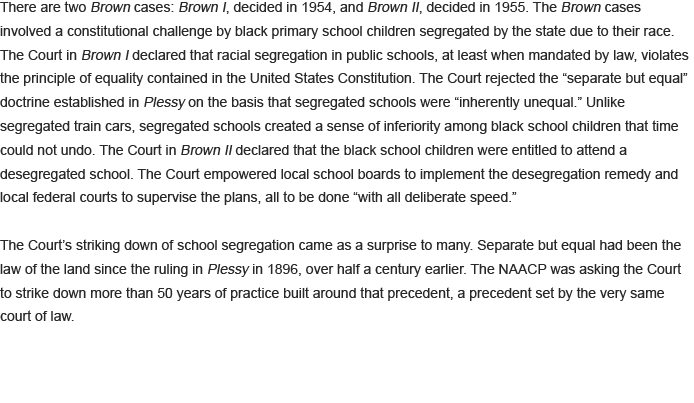 There are two Brown cases: Brown I, decided in 1954, and Brown II, decided in 1955. The Brown cases
involved a constitutional challenge by black primary school children segregated by the state due to their race.
The Court in Brown I declared that racial segregation in public schools, at least when mandated by law, violates
the principle of equality contained in the United States Constitution. The Court rejected the “separate but equal”
doctrine established in Plessy on the basis that segregated schools were “inherently unequal.” Unlike
segregated train cars, segregated schools created a sense of inferiority among black school children that time
could not undo. The Court in Brown II declared that the black school children were entitled to attend a
desegregated school. The Court empowered local school boards to implement the desegregation remedy and
local federal courts to supervise the plans, all to be done “with all deliberate speed.”

The Court’s striking down of school segregation came as a surprise to many. Separate but equal had been the
law of the land since the ruling in Plessy in 1896, over half a century earlier. The NAACP was asking the Court
to strike down more than 50 years of practice built around that precedent, a precedent set by the very same
court of law.